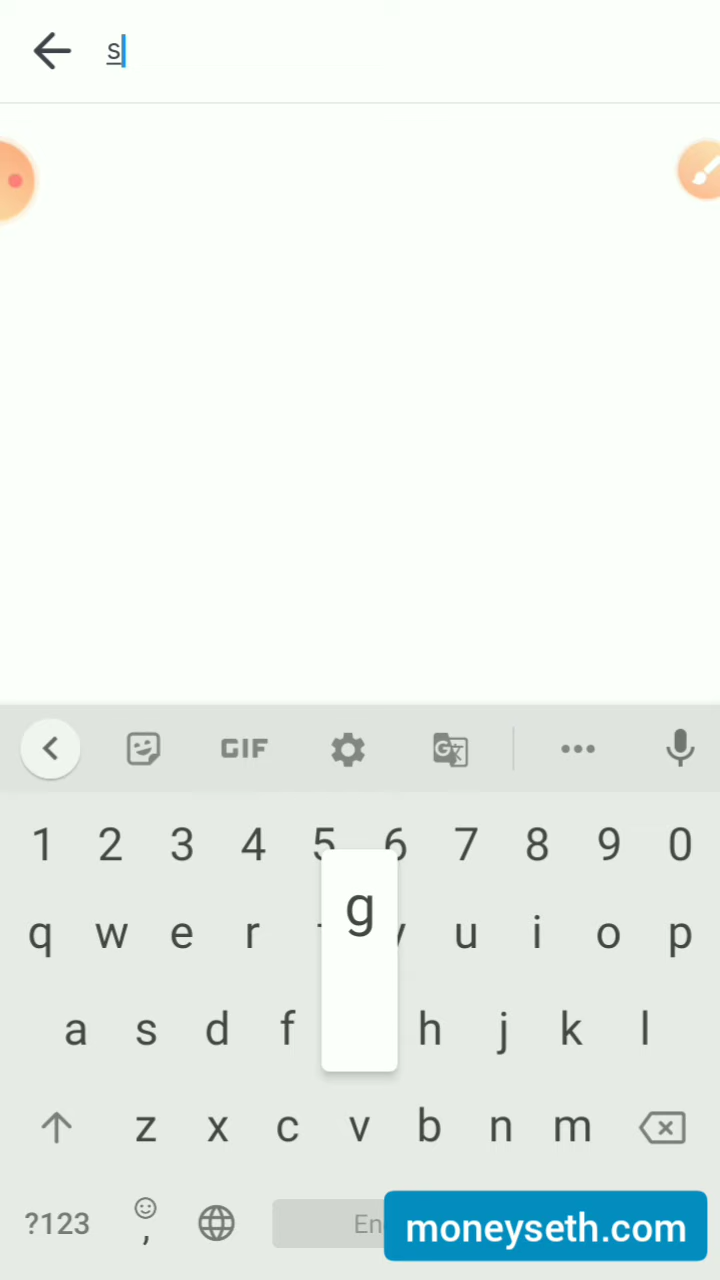 s
GIF
1 2 3 4 5 6 7 8 9 0
q w e r u i o p
g
a s d f h j k l
z x c v b n m
?123 ,
moneyseth.com